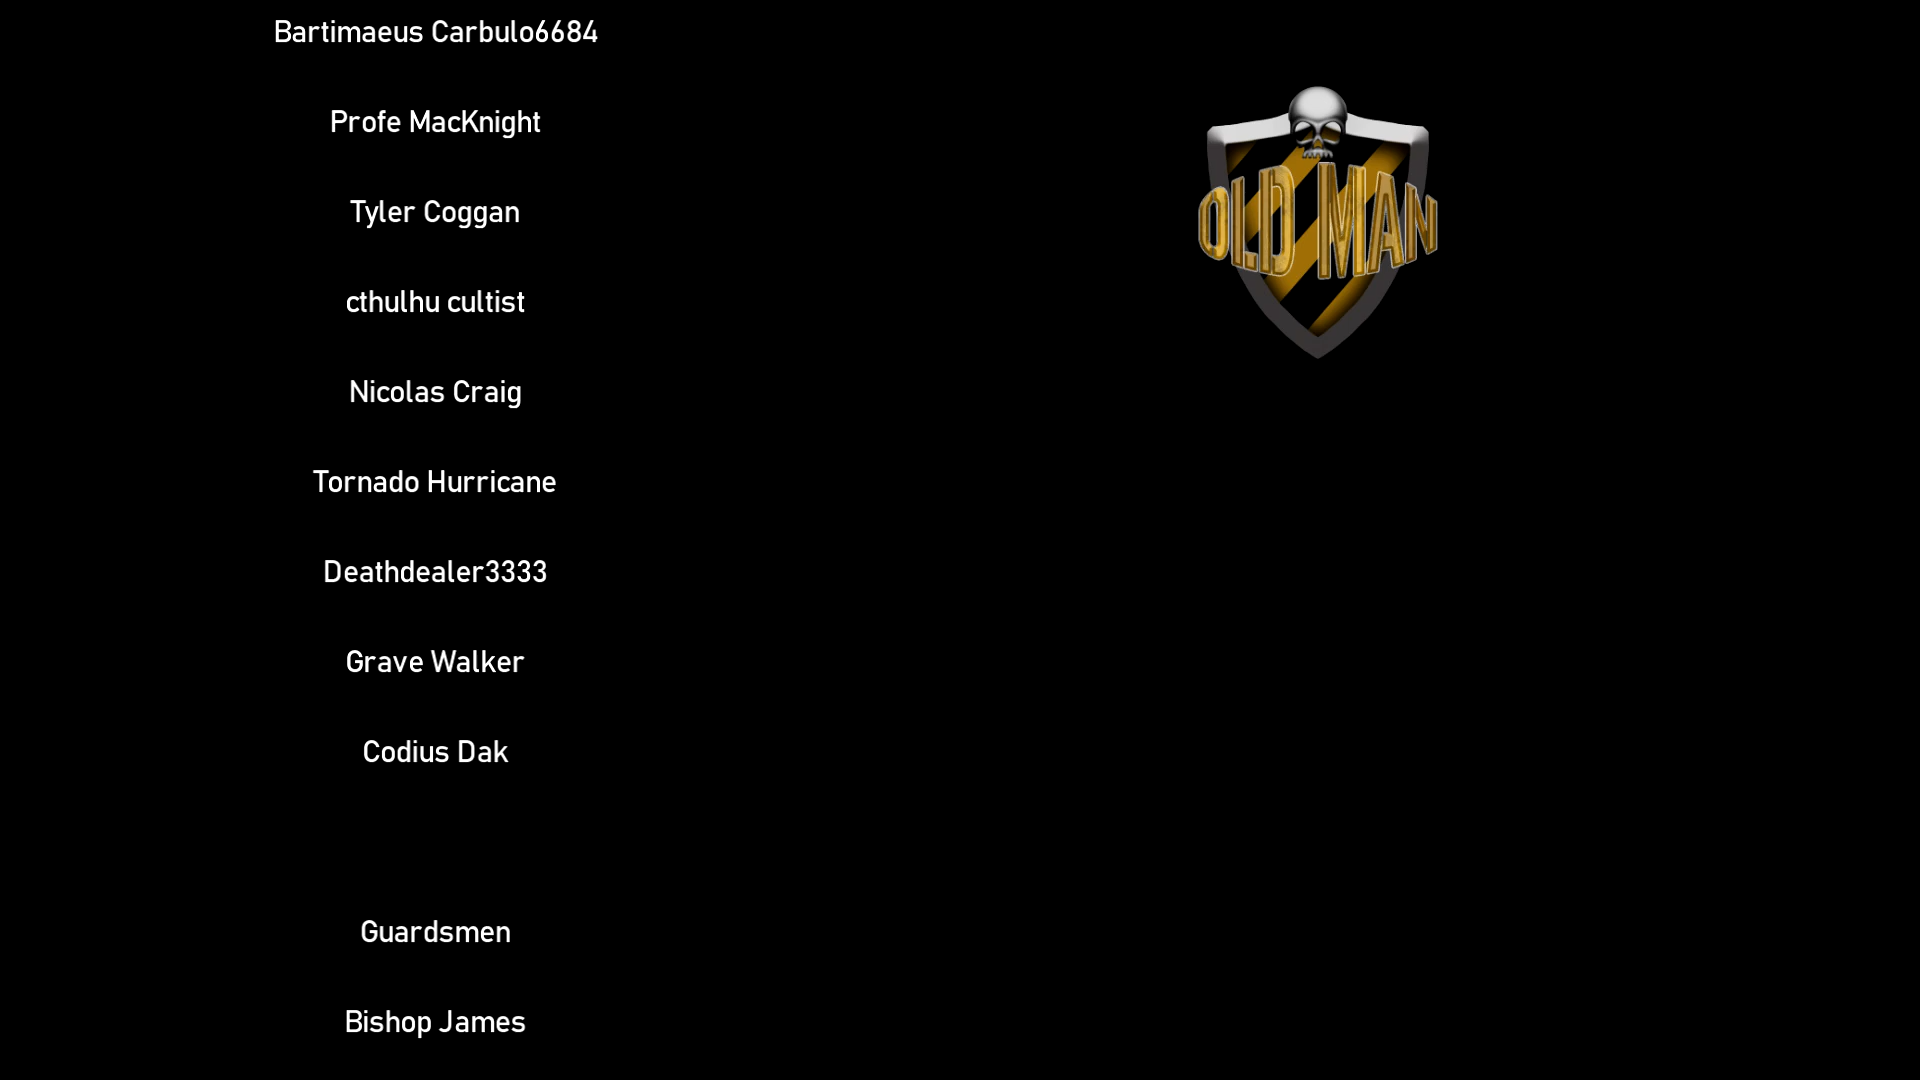 Bartimaeus Carbulo6684
Profe MacKnight
Tyler Coggan
cthulhu cultist
Nicolas Craig
Tornado Hurricane
Deathdealer3333
Grave Walker
Codius Dak
Guardsmen
Bishop James
OLD MAN